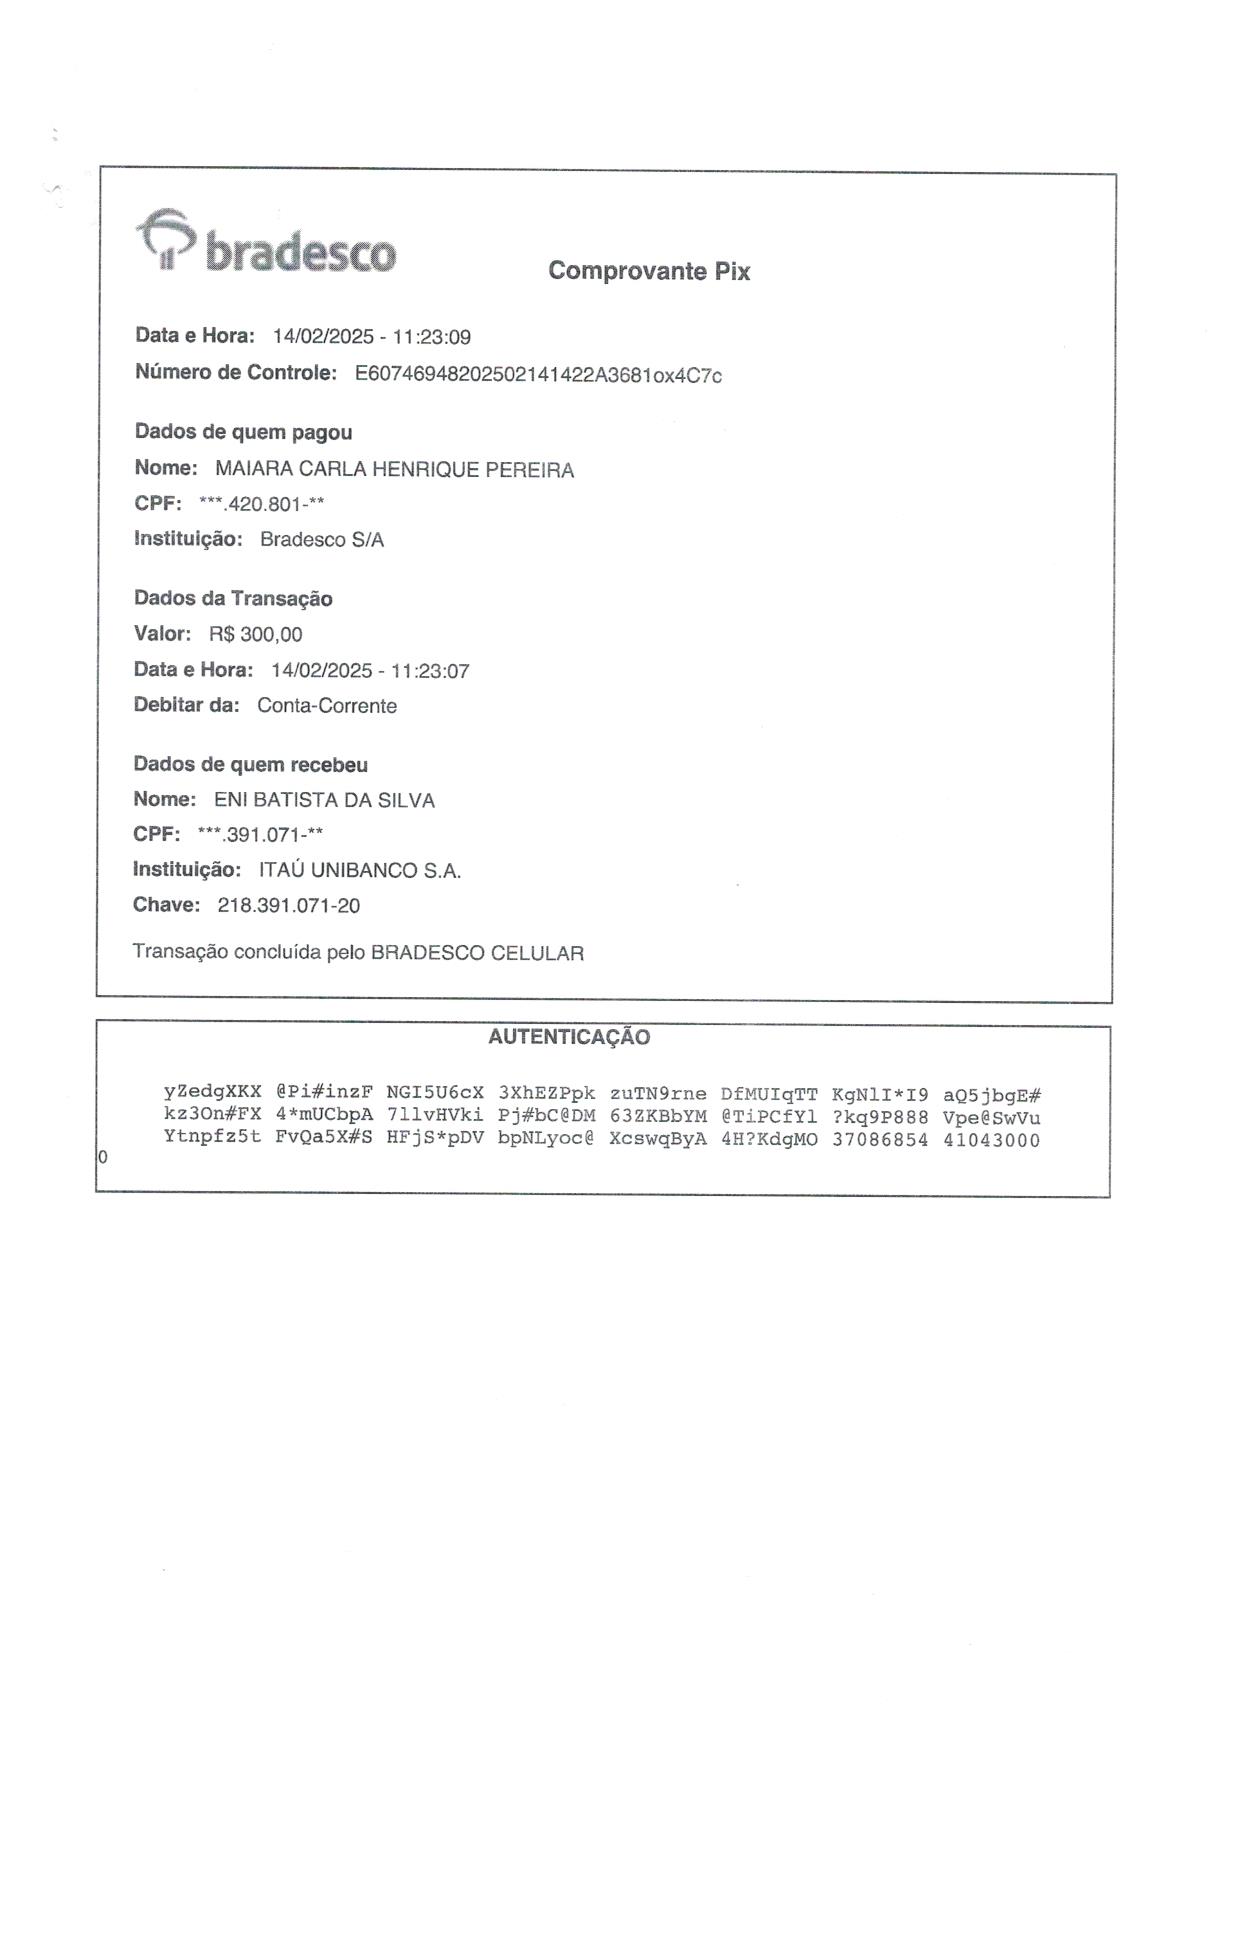 bradesco
Comprovante Pix
Data e Hora: 14/02/2025 - 11:23:09
Número de Controle: E60746948202502141422A3681ox4C7c
Dados de quem pagou
Nome: MAIARA CARLA HENRIQUE PEREIRA
CPF: ***.420.801-**
Instituição: Bradesco S/A
Dados da Transação
Valor: R$ 300,00
Data e Hora: 14/02/2025 - 11:23:07
Debitar da: Conta-Corrente
Dados de quem recebeu
Nome: ENI BATISTA DA SILVA
CPF: ***.391.071-**
Instituição: ITAÚ UNIBANCO S.A.
Chave: 218.391.071-20
Transação concluída pelo BRADESCO CELULAR
AUTENTICAÇÃO
yZedgXKX @Pi#inzF NGI5U6cX 3XhEZPpk zuTN9rne DfMUIqTT KgNlI*I9 aQ5jbgE#
kz3On#FX 4*mUCbpA 7llvHVki Pj#bC@DM 63ZKBbYM @TiPCfYl ?kq9P888 Vpe@SwVu
Ytnpfz5t FvQa5X#S HFjS*pDV bpNLyoc@ XcswqByA 4H?KdgMO 37086854 41043000
0